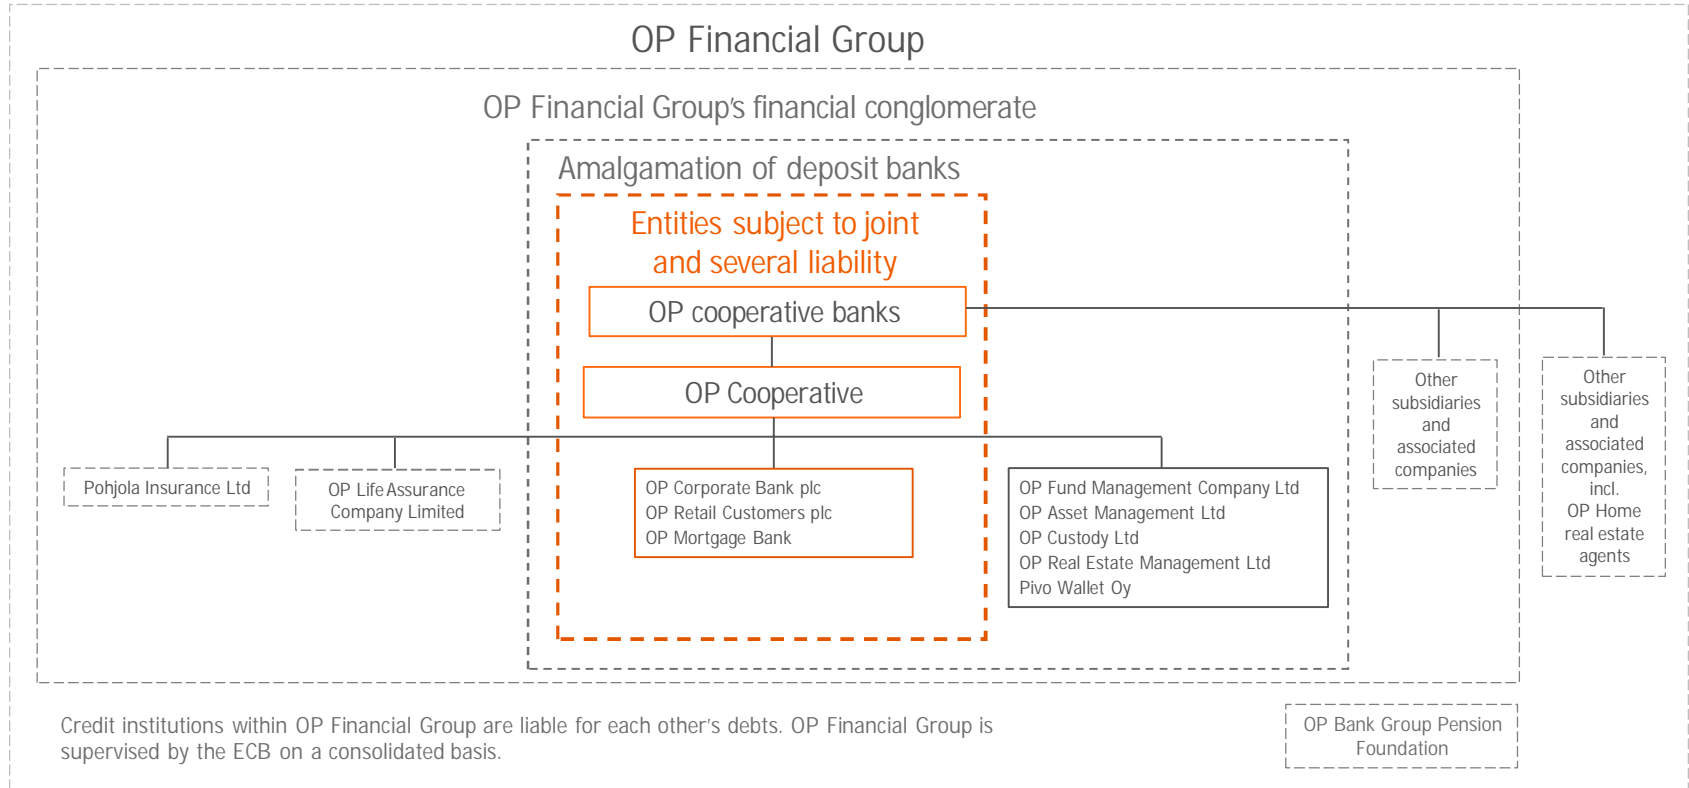 OP Financial Group
OP Financial Group's financial conglomerate
Amalgamation of deposit banks
Entities subject to joint
and several liability
OP cooperative banks
OP Cooperative
Pohjola Insurance Ltd
OP Life Assurance
Company Limited
OP Corporate Bank plc
OP Retail Customers plc
OP Mortgage Bank
OP Fund Management Company Ltd
OP Asset Management Ltd
OP Custody Ltd
OP Real Estate Management Ltd
Pivo Wallet Oy
Other
subsidiaries
and
associated
companies
Other
subsidiaries
and
associated
companies,
incl.
OP Home
real estate
agents
Credit institutions within OP Financial Group are liable for each other's debts. OP Financial Group is
supervised by the ECB on a consolidated basis.
OP Bank Group Pension
Foundation